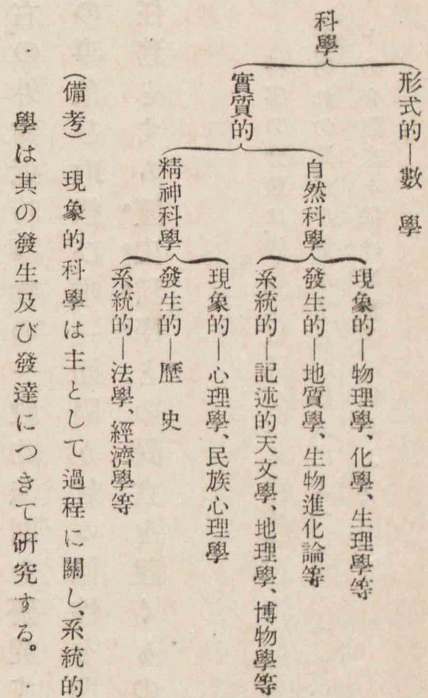 科學
形式的—數　學
實質的
自然科學
現象的—物理學、化學、生理學等
發生的—地質學、生物進化論等
系統的—記述的天文學、地理學、博物學等
精神科學
現象的—心理學、民族心理學
發生的—歷　史
系統的—法學、經濟學等
(備考)　現象的科學は主として過程に關し、系統的
學は其の發生及び發達につきて研究する。